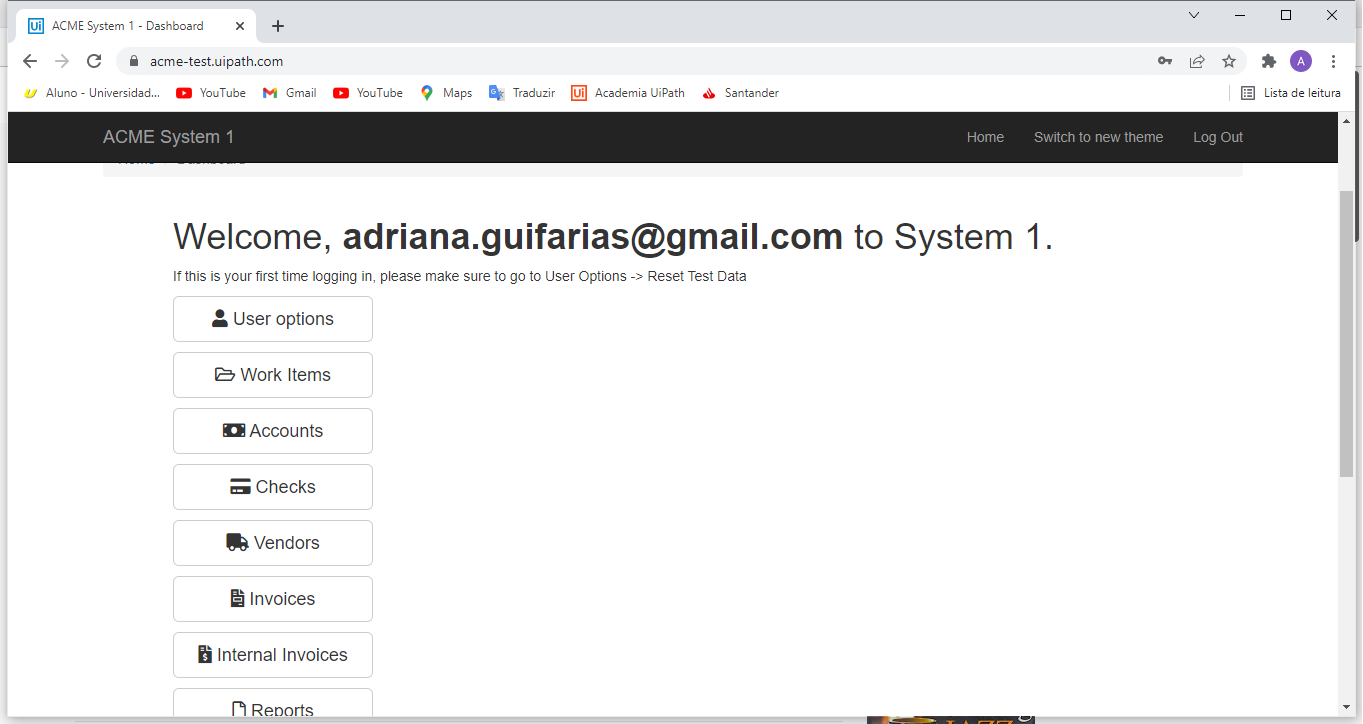 Ui ACME System 1 - Dashboard
acme-test.uipath.com
A
Aluno - Universidad... YouTube Gmail YouTube Maps Traduzir Ui Academia UiPath Santander Lista de leitura
ACME System 1 Home Switch to new theme Log Out
Welcome, adriana.guifarias@gmail.com to System 1.
If this is your first time logging in, please make sure to go to User Options -> Reset Test Data
User options
Work Items
Accounts
Checks
Vendors
Invoices
Internal Invoices
Reports